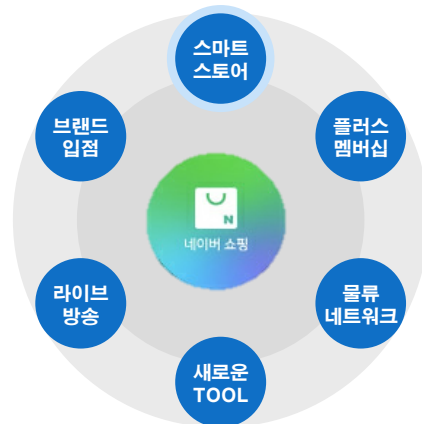 스마트
스토어
브랜드
입점
플러스
멤버십
N
네이버 쇼핑
라이브
방송
물류
네트워크
새로운
TOOL